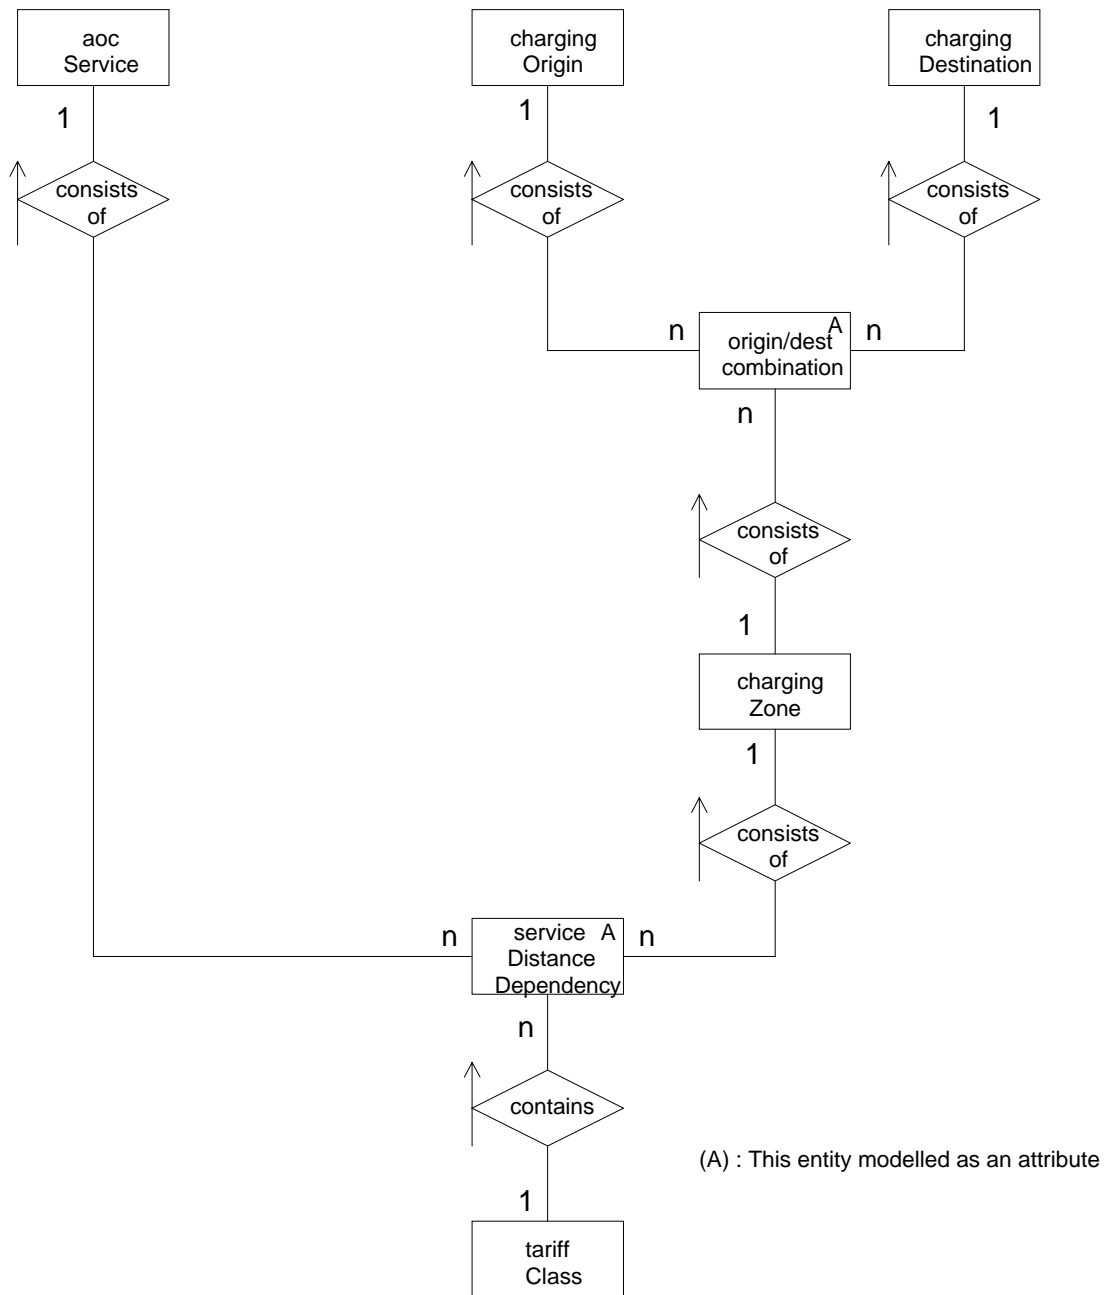 aoc
Service
charging
Origin
charging
Destination
1
1
1
consists
of
consists
of
consists
of
n
origin/dest
combination
A
n
n
consists
of
1
charging
Zone
1
consists
of
n
service
Distance
Dependency
A
n
n
contains
(A) : This entity modelled as an attribute
1
tariff
Class